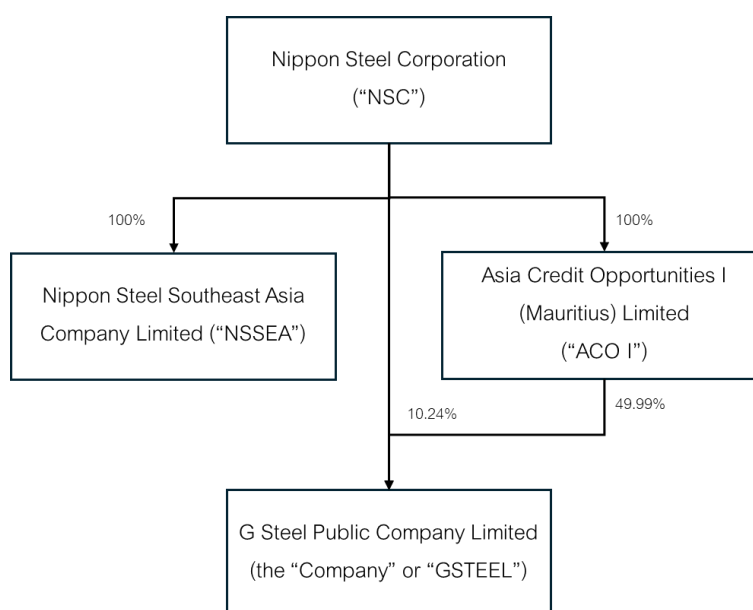 Nippon Steel Corporation
(“NSC”)
100%
100%
Nippon Steel Southeast Asia
Company Limited (“NSSEA”)
Asia Credit Opportunities I
(Mauritius) Limited
(“ACO I”)
10.24%
49.99%
G Steel Public Company Limited
(the “Company” or “GSTEEL”)